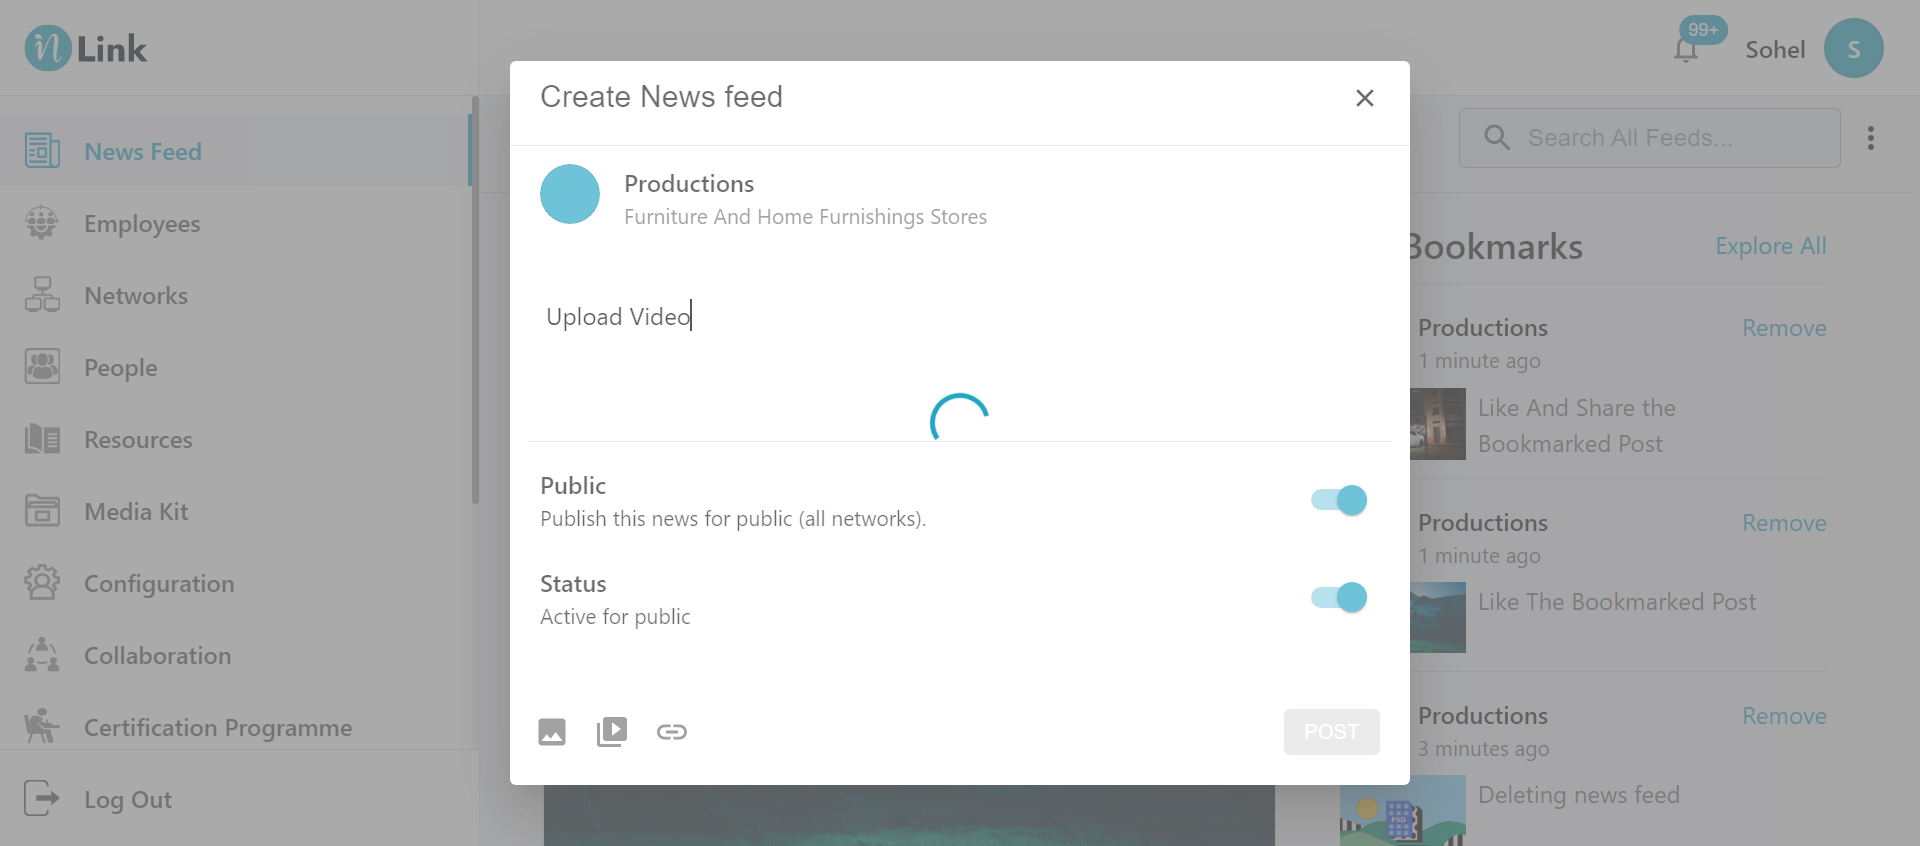 n Link
99+
Sohel
S
News Feed
Employees
Networks
People
Resources
Media Kit
Configuration
Collaboration
Certification Programme
Log Out
Create News feed
Productions
Furniture And Home Furnishings Stores
Upload Video
Public
Publish this news for public (all networks).
Status
Active for public
POST
Search All Feeds...
Bookmarks
Explore All
Productions
Remove
1 minute ago
Like And Share the
Bookmarked Post
Productions
Remove
1 minute ago
Like The Bookmarked Post
Productions
Remove
3 minutes ago
PSD
Deleting news feed